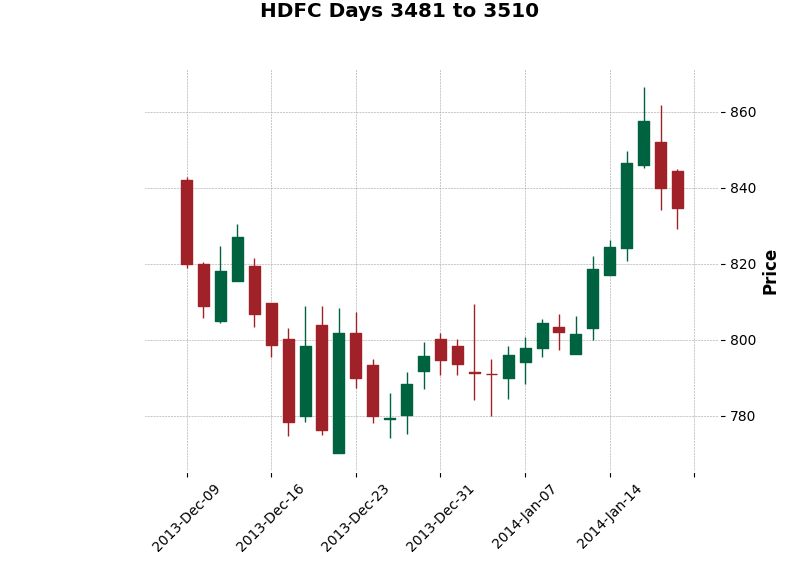 HDFC Days 3481 to 3510
860
840
820
800
780
Price
2013-Dec-09
2013-Dec-16
2013-Dec-23
2013-Dec-31
2014-Jan-07
2014-Jan-14